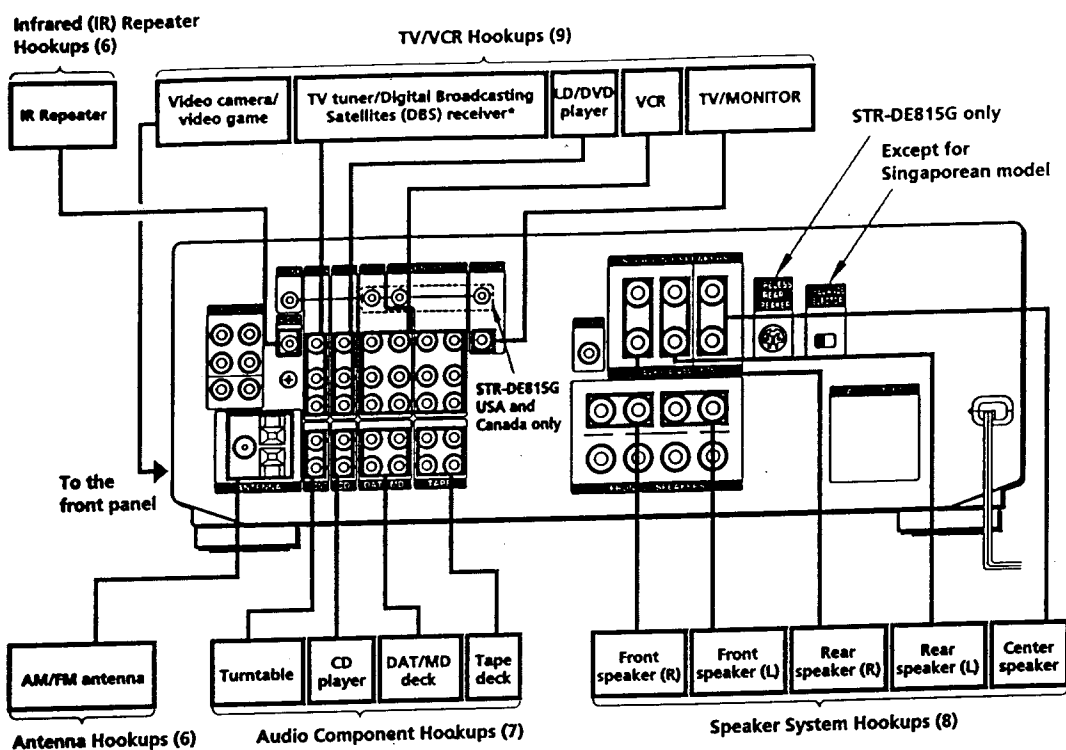 Infrared (IR) Repeater
Hookups (6)
TV/VCR Hookups (9)
IR Repeater
Video camera/
video game
TV tuner/Digital Broadcasting
Satellites (DBS) receiver*
LD/DVD
player
VCR
TV/MONITOR
STR-DE815G only
Except for
Singaporean model
STR-DE815G
USA and
Canada only
To the
front panel
ANTENNA
DAT/MD
TAPE
AM/FM antenna
Turntable
CD
player
DAT/MD
deck
Tape
deck
Front
speaker (R)
Front
speaker (L)
Rear
speaker (R)
Rear
speaker (L)
Center
speaker
Antenna Hookups (6)
Audio Component Hookups (7)
Speaker System Hookups (8)